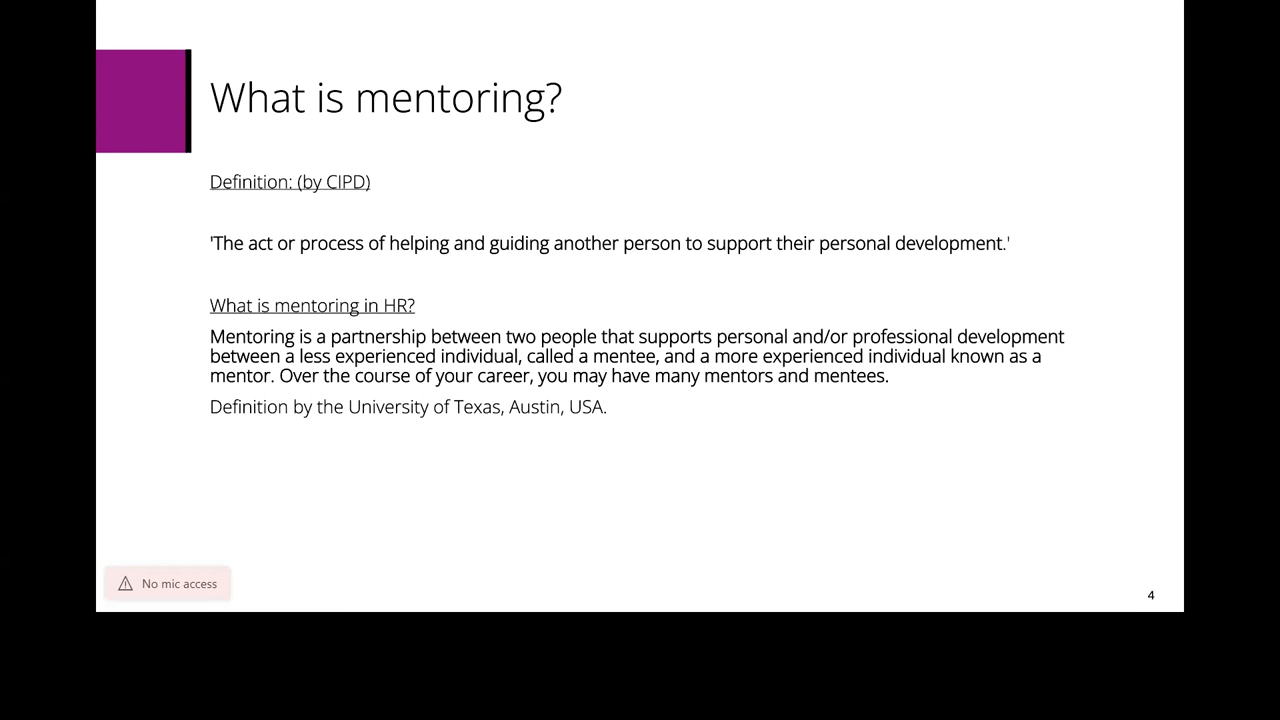 What is mentoring?
Definition: (by CIPD)
'The act or process of helping and guiding another person to support their personal development.'
What is mentoring in HR?
Mentoring is a partnership between two people that supports personal and/or professional development
between a less experienced individual, called a mentee, and a more experienced individual known as a
mentor. Over the course of your career, you may have many mentors and mentees.
Definition by the University of Texas, Austin, USA.
No mic access
4